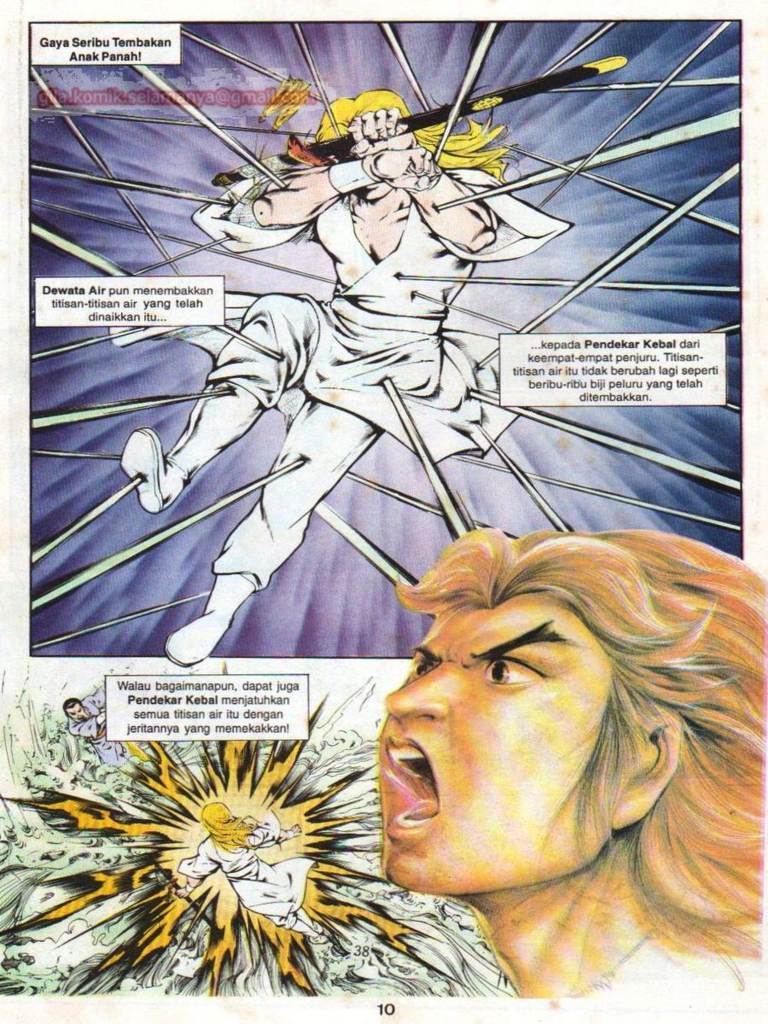 Gaya Seribu Tembakan
Anak Panah!
gila.komik.selamanya@gmail.com
Dewata Air pun menembakkan
titisan-titisan air yang telah
dinaikkan itu...
...kepada Pendekar Kebal dari
keempat-empat penjuru. Titisan-
titisan air itu tidak berubah lagi seperti
beribu-ribu biji peluru yang telah
ditembakkan.
Walau bagaimanapun, dapat juga
Pendekar Kebal menjatuhkan
semua titisan air itu dengan
jeritannya yang memekakkan!
38
10